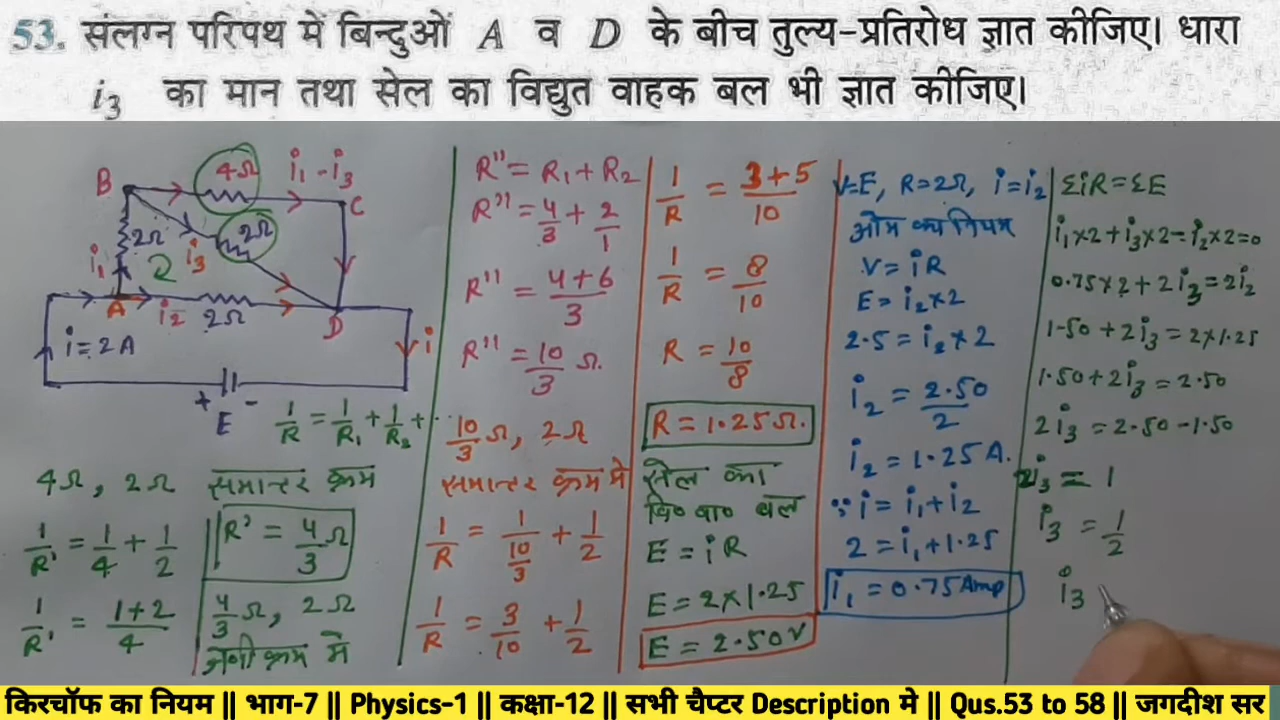 53. संलग्न परिपथ में बिन्दुओं A व D के बीच तुल्य-प्रतिरोध ज्ञात कीजिए। धारा
i₃ का मान तथा सेल का विद्युत वाहक बल भी ज्ञात कीजिए।
B
4Ω
i₁-i₃
C
2Ω
2Ω
i₁
i₃
A
i₂
2Ω
D
i=2A
i
+ -
E
1/R = 1/R₁ + 1/R₂ + ..
4Ω, 2Ω समान्तर क्रम
1/R' = 1/4 + 1/2
1/R' = 1+2/4
R' = 4/3 Ω
4/3 Ω, 2Ω
श्रेणी क्रम में
R" = R₁ + R₂
R" = 4/3 + 2/1
R" = 4+6/3
R" = 10/3 Ω.
10/3 Ω, 2Ω
समान्तर क्रम में
1/R = 1/(10/3) + 1/2
1/R = 3/10 + 1/2
1/R = 3+5/10
1/R = 8/10
R = 10/8
R = 1.25Ω.
सेल का
वि० वा० बल
E = iR
E = 2×1.25
E = 2.50V
V=E, R=2Ω, i=i₂
ओम का नियम
V=iR
E=i₂×2
2.5=i₂×2
i₂ = 2.50/2
i₂ = 1.25A.
∵ i = i₁+i₂
2 = i₁+1.25
i₁ = 0.75Amp
ΣiR=ΣE
i₁×2+i₃×2-i₂×2=0
0.75×2+2i₃=2i₂
1.50+2i₃=2×1.25
1.50+2i₃=2.50
2i₃=2.50-1.50
2i₃ = 1
i₃ = 1/2
i₃
किरचॉफ का नियम || भाग-7 || Physics-1 || कक्षा-12 || सभी चैप्टर Description मे || Qus.53 to 58 || जगदीश सर